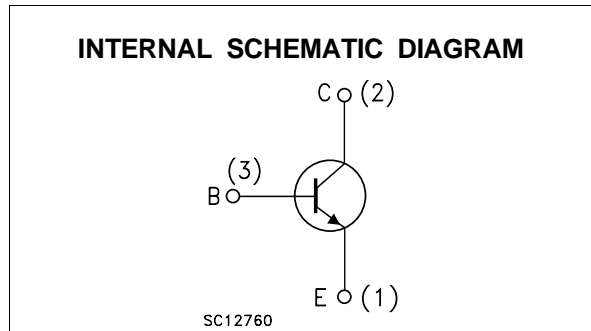 INTERNAL SCHEMATIC DIAGRAM
C (2)
(3)
B
E (1)
SC12760